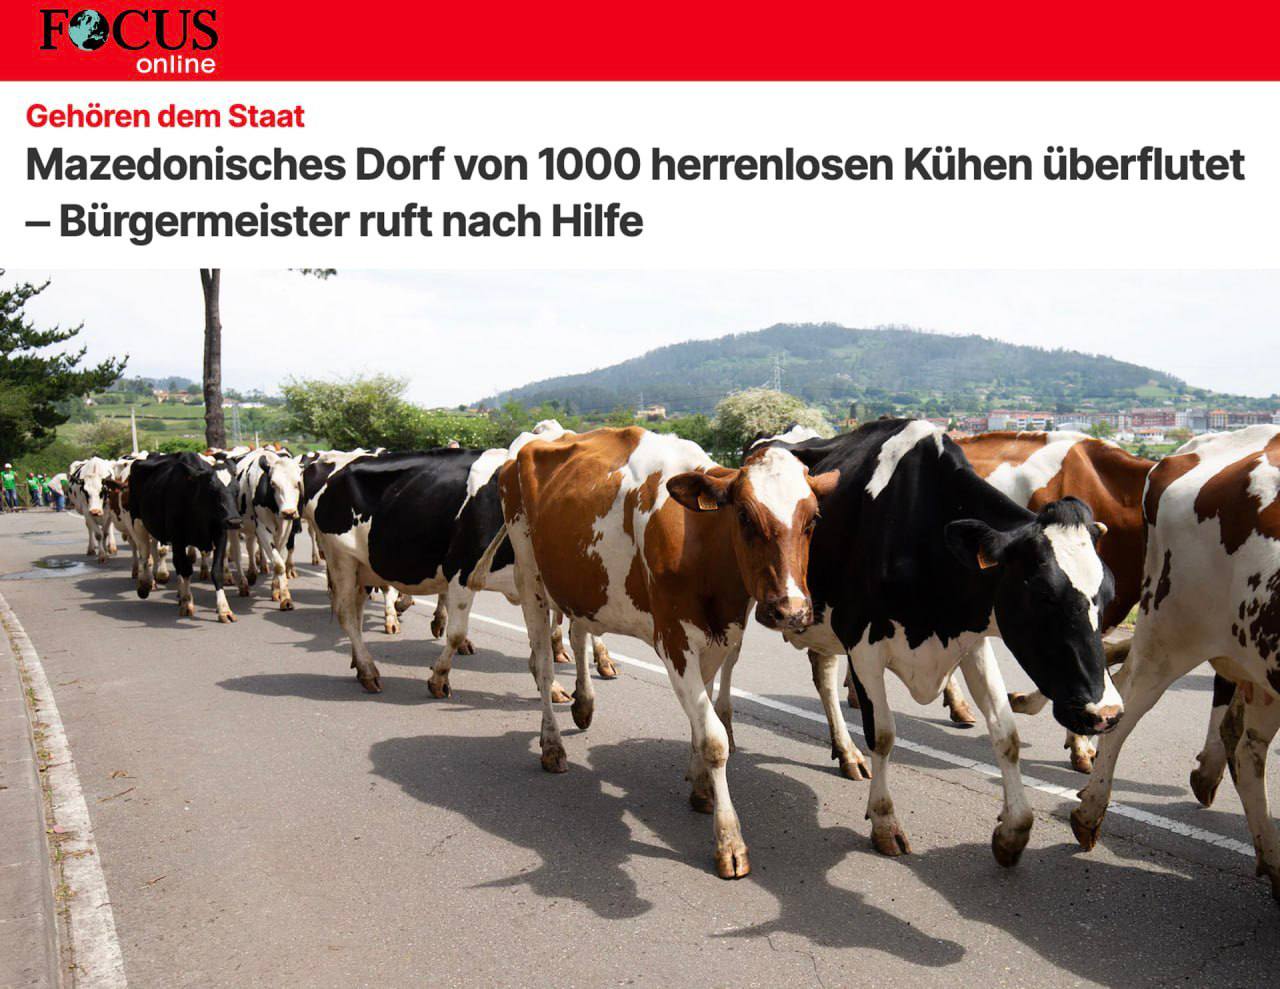 FOCUS
online
Gehören dem Staat
Mazedonisches Dorf von 1000 herrenlosen Kühen überflutet
– Bürgermeister ruft nach Hilfe